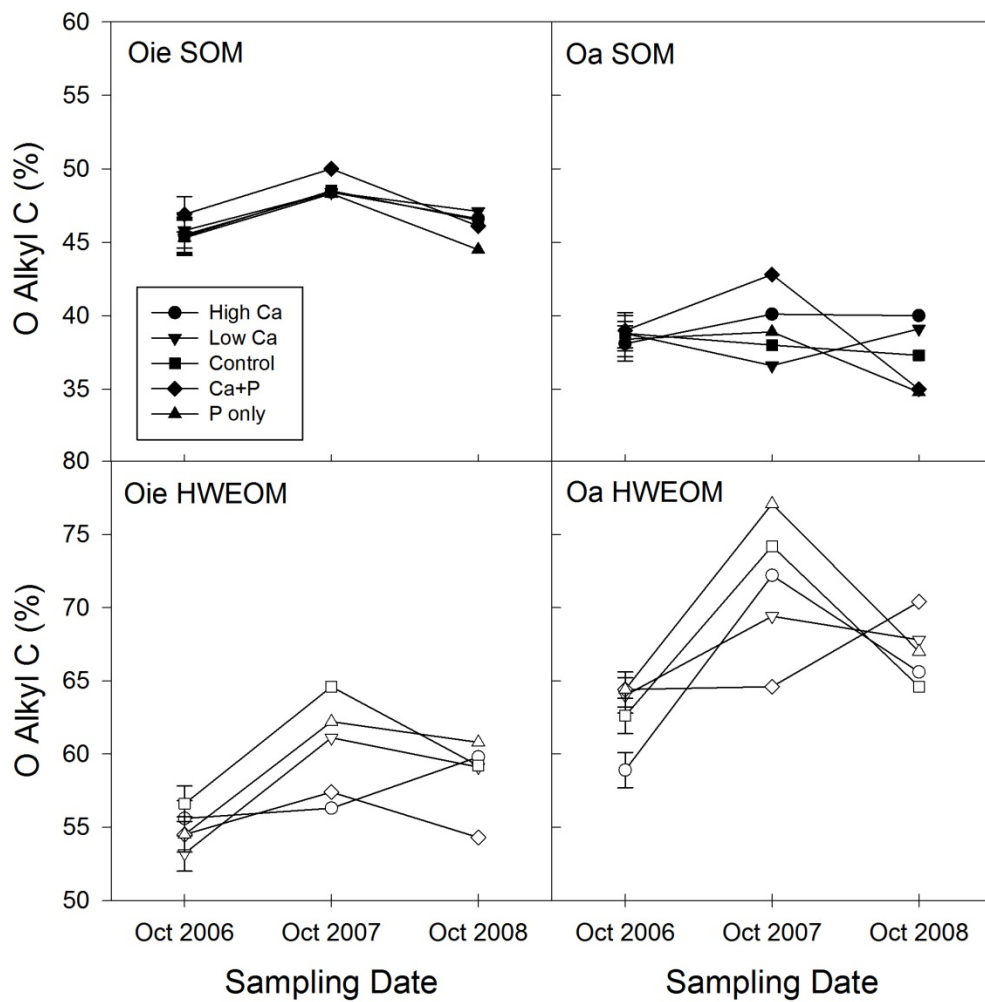 O Alkyl C (%)
60
55
50
45
40
35
80
Oie SOM
High Ca
Low Ca
Control
Ca+P
P only
Oa SOM
O Alkyl C (%)
75
70
65
60
55
50
Oie HWEOM
Oa HWEOM
Oct 2006 Oct 2007 Oct 2008
Oct 2006 Oct 2007 Oct 2008
Sampling Date
Sampling Date